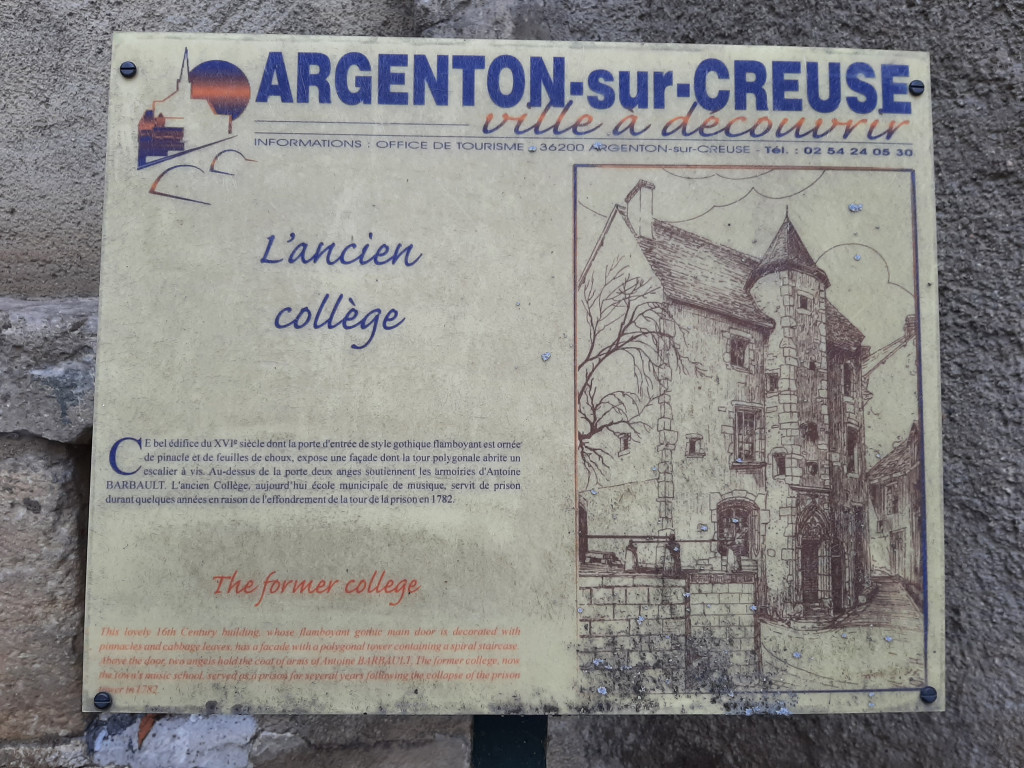 ARGENTON-sur-CREUSE
ville à découvrir
INFORMATIONS : OFFICE DE TOURISME - 36200 ARGENTON-sur-CREUSE - Tél. : 02 54 24 05 30
L'ancien
collège
CE bel édifice du XVIe siècle dont la porte d'entrée de style gothique flamboyant est ornée
de pinacle et de feuilles de choux, expose une façade dont la tour polygonale abrite un
escalier à vis. Au-dessus de la porte deux anges soutiennent les armoiries d'Antoine
BARBAULT. L'ancien Collège, aujourd'hui école municipale de musique, servit de prison
durant quelques années en raison de l'effondrement de la tour de la prison en 1782.
The former college
This lovely 16th Century building, whose flamboyant gothic main door is decorated with
pinnacles and cabbage leaves, has a facade with a polygonal tower containing a spiral staircase.
Above the door, two angels hold the coat of arms of Antoine BARBAULT. The former college, now
the town's music school, served as a prison for several years following the collapse of the prison
tower in 1782.